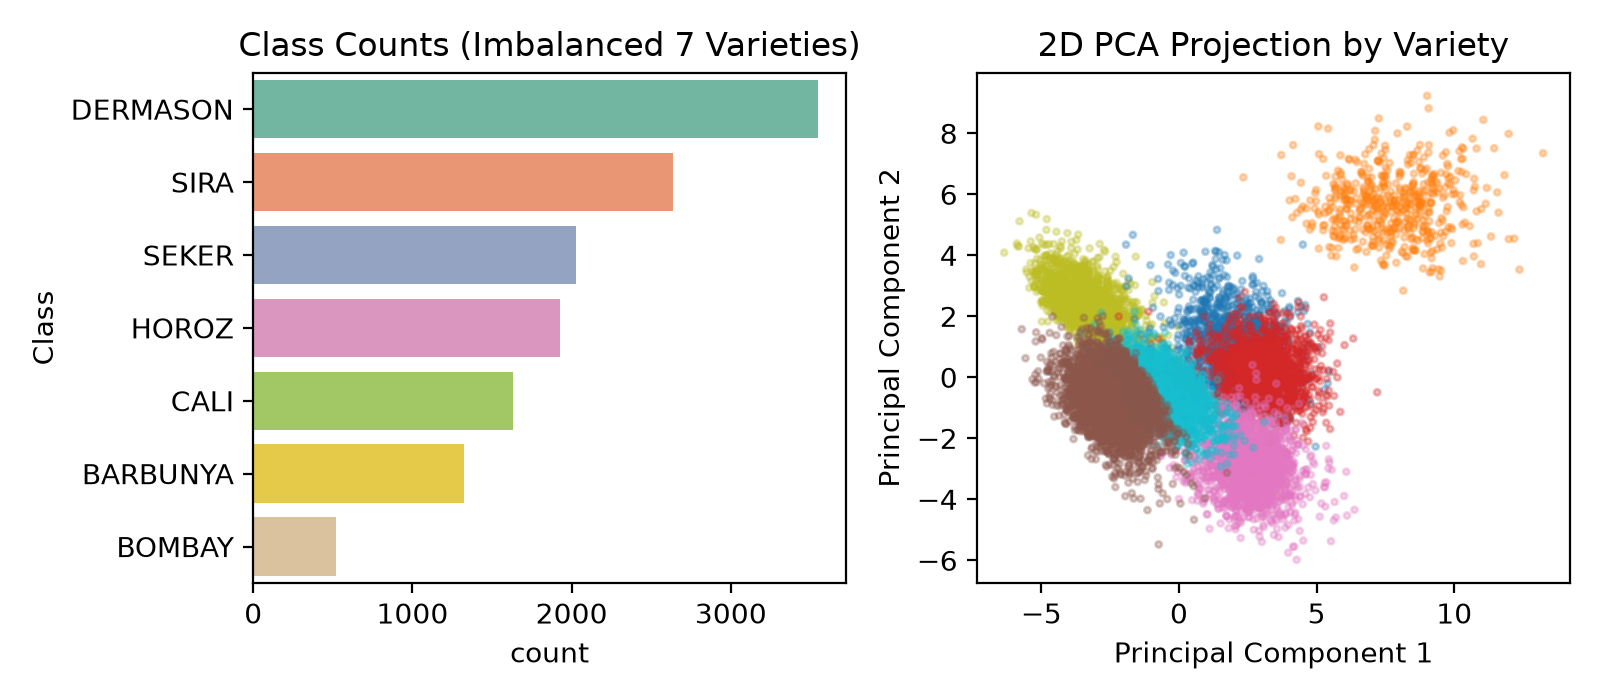 Class Counts (Imbalanced 7 Varieties)
DERMASON
SIRA
SEKER
HOROZ
CALI
BARBUNYA
BOMBAY
Class
0 1000 2000 3000
count
2D PCA Projection by Variety
8
6
4
2
0
−2
−4
−6
Principal Component 2
−5 0 5 10
Principal Component 1